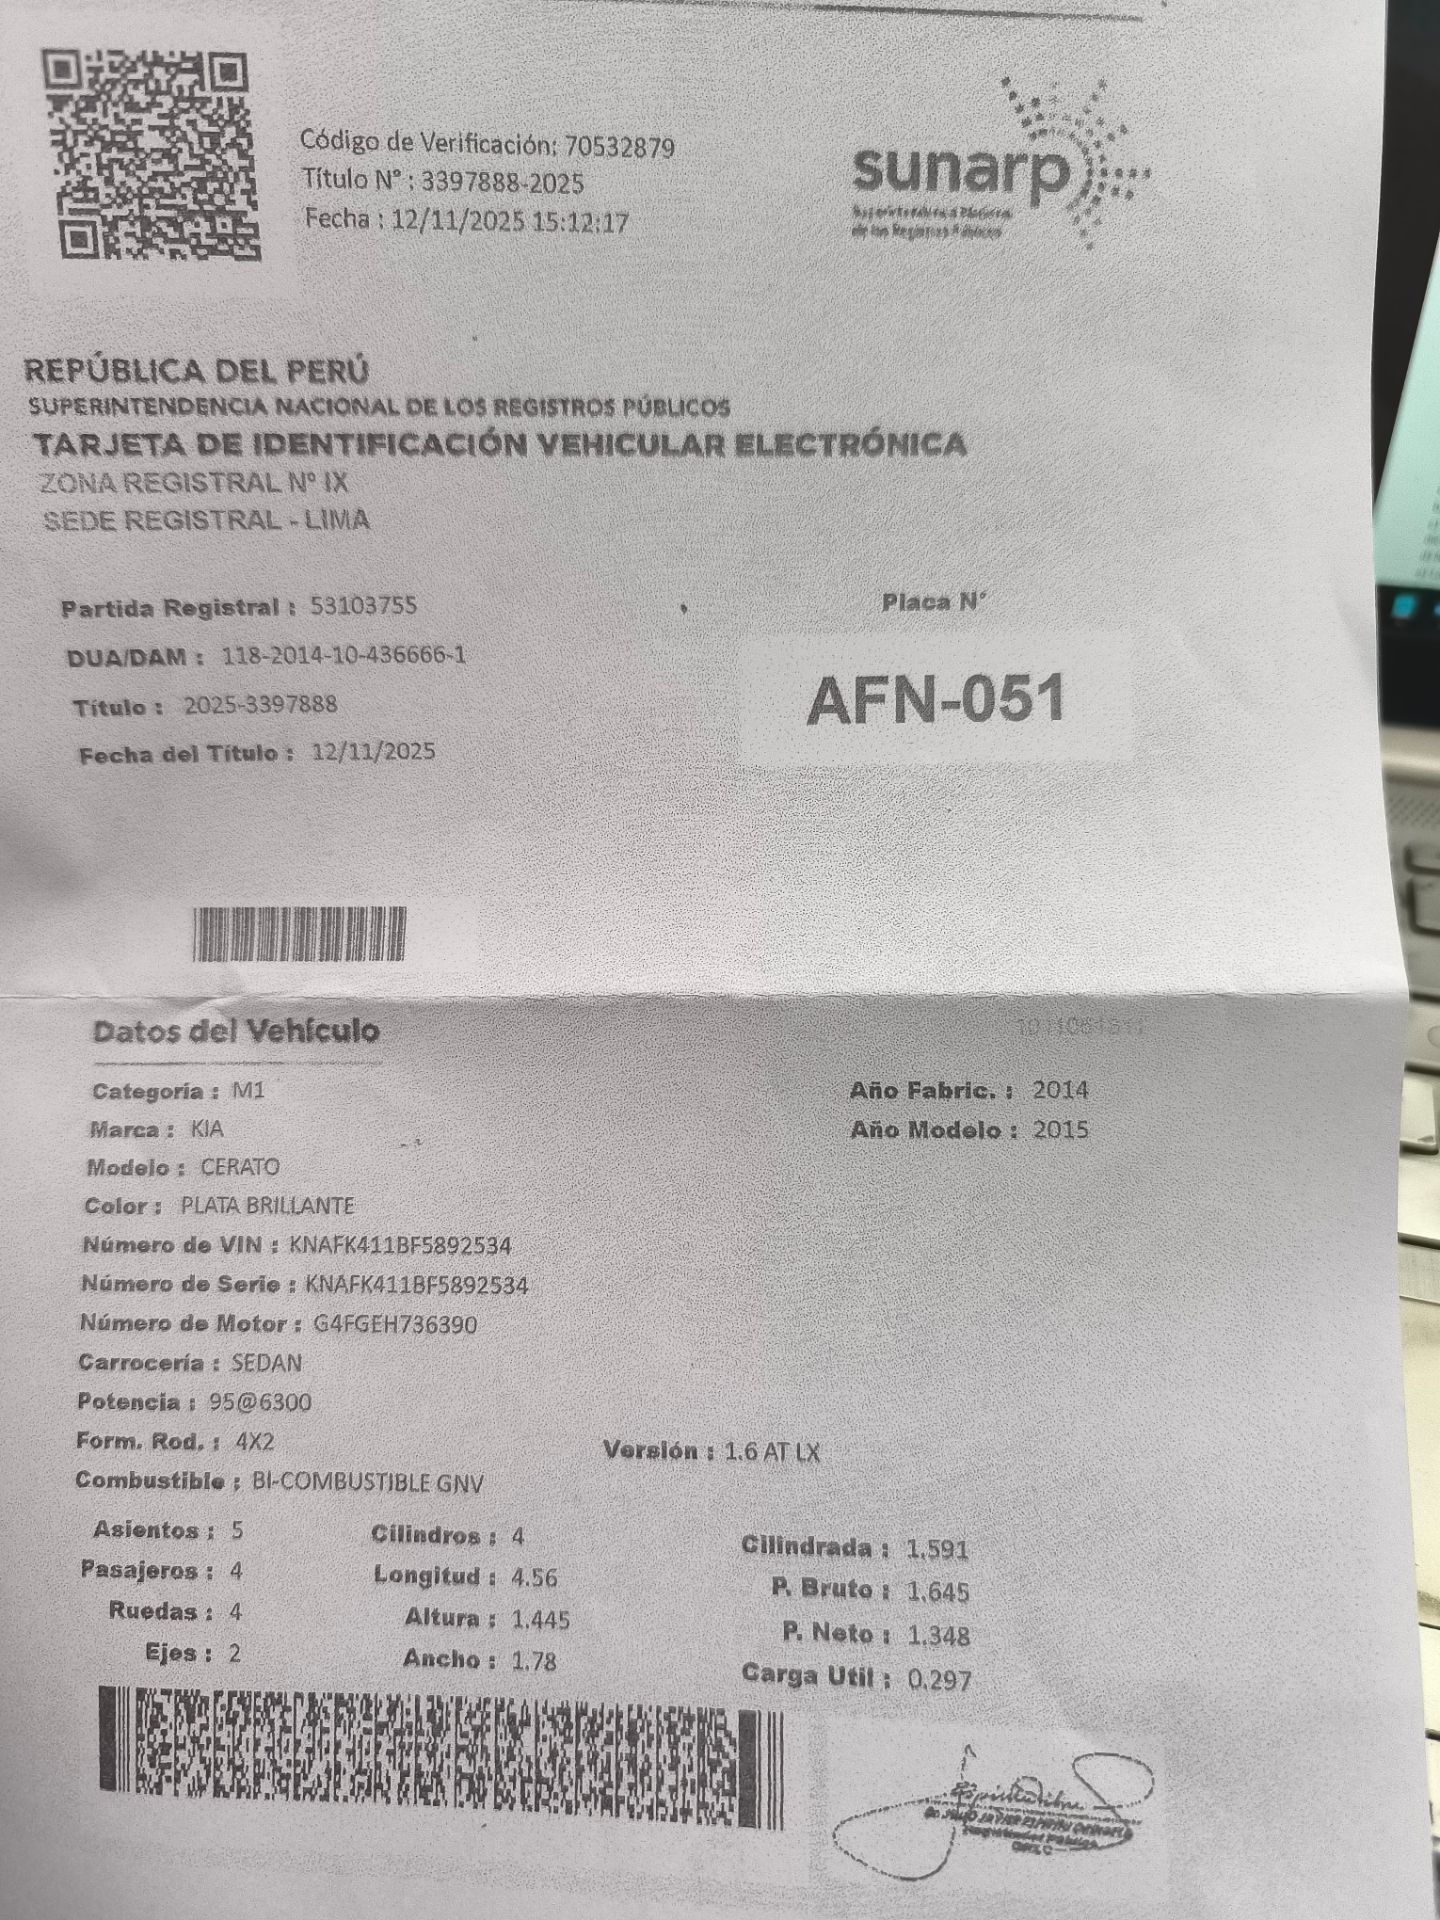 Código de Verificación: 70532879
Título N° : 3397888-2025
Fecha : 12/11/2025 15:12:17
sunarp
Superintendencia Nacional
de los Registros Públicos
REPÚBLICA DEL PERÚ
SUPERINTENDENCIA NACIONAL DE LOS REGISTROS PÚBLICOS
TARJETA DE IDENTIFICACIÓN VEHICULAR ELECTRÓNICA
ZONA REGISTRAL N° IX
SEDE REGISTRAL - LIMA
Partida Registral : 53103755
Placa N°
DUA/DAM : 118-2014-10-436666-1
AFN-051
Título : 2025-3397888
Fecha del Título : 12/11/2025
Datos del Vehículo
Categoría : M1
Año Fabric. : 2014
Marca : KIA
Año Modelo : 2015
Modelo : CERATO
Color : PLATA BRILLANTE
Número de VIN : KNAFK411BF5892534
Número de Serie : KNAFK411BF5892534
Número de Motor : G4FGEH736390
Carrocería : SEDAN
Potencia : 95@6300
Form. Rod. : 4X2
Versión : 1.6 AT LX
Combustible : BI-COMBUSTIBLE GNV
Asientos : 5 Cilindros : 4 Cilindrada : 1.591
Pasajeros : 4 Longitud : 4.56 P. Bruto : 1.645
Ruedas : 4 Altura : 1.445 P. Neto : 1.348
Ejes : 2 Ancho : 1.78 Carga Util : 0.297